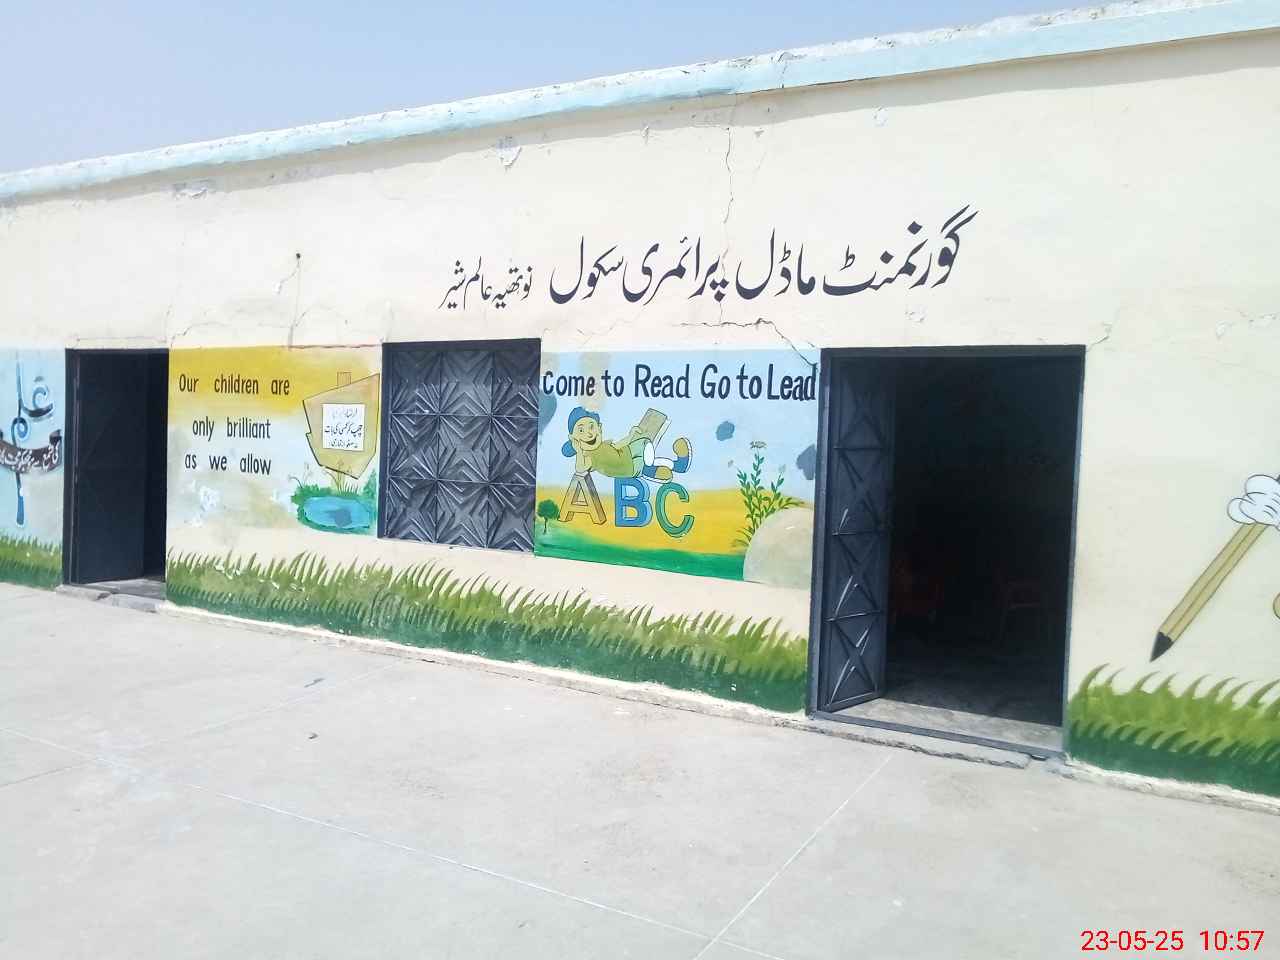 گورنمنٹ ماڈل پرائمری سکول نوتھیہ عالم شیر
علم
Our children are
only brilliant
as we allow
come to Read Go to Lead
ABC
23-05-25 10:57